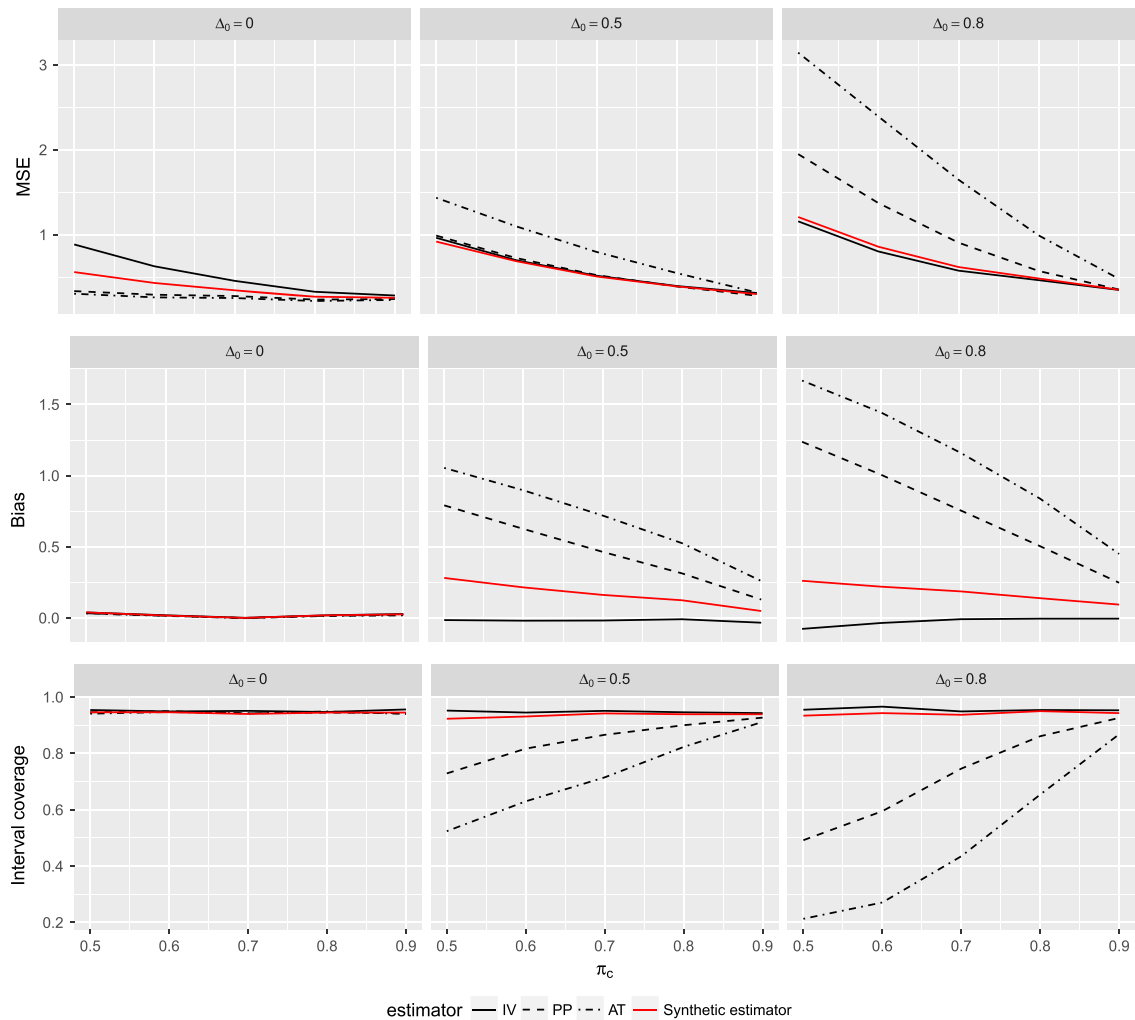 Δ₀ = 0
Δ₀ = 0.5
Δ₀ = 0.8
3
2
1
MSE
Δ₀ = 0
Δ₀ = 0.5
Δ₀ = 0.8
1.5
1.0
0.5
0.0
Bias
Δ₀ = 0
Δ₀ = 0.5
Δ₀ = 0.8
1.0
0.8
0.6
0.4
0.2
Interval coverage
0.5 0.6 0.7 0.8 0.9
0.5 0.6 0.7 0.8 0.9
0.5 0.6 0.7 0.8 0.9
π_c
estimator IV PP AT Synthetic estimator